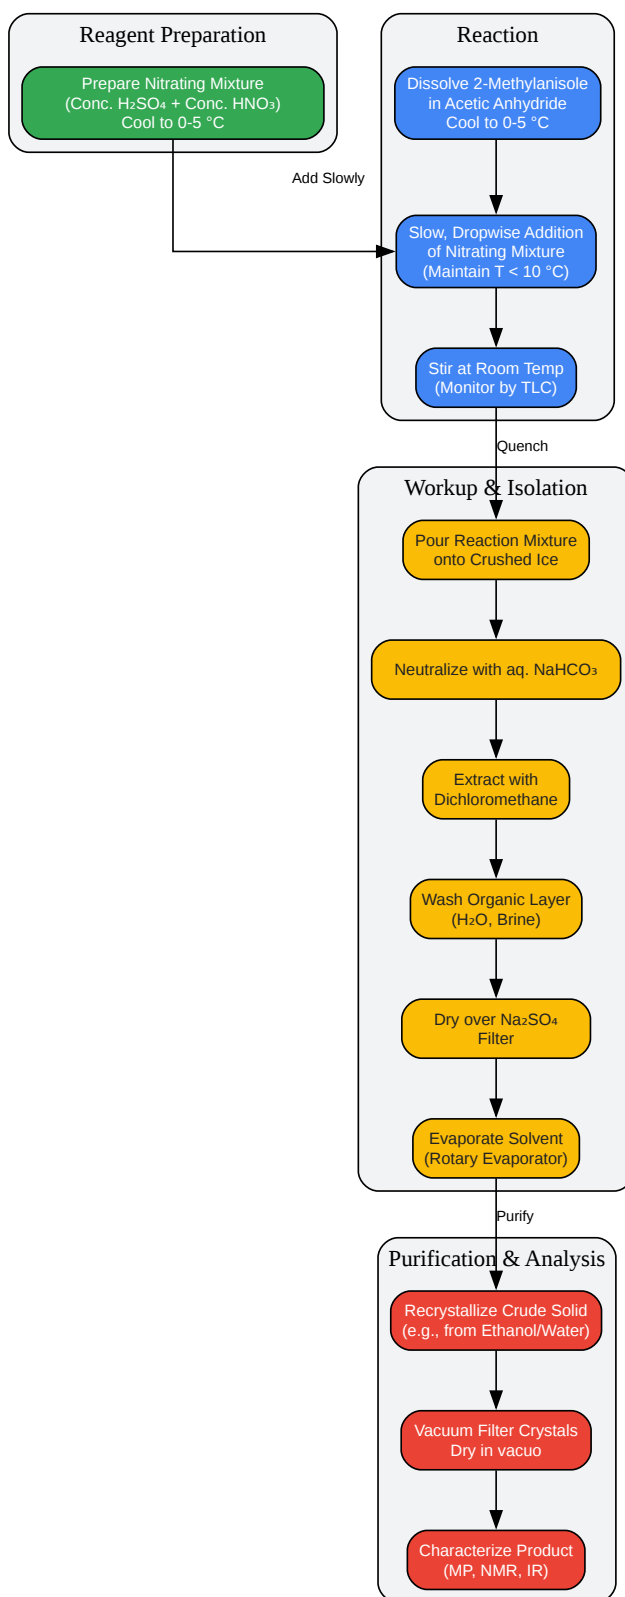 Reagent Preparation
Prepare Nitrating Mixture
(Conc. H₂SO₄ + Conc. HNO₃)
Cool to 0-5 °C
Reaction
Dissolve 2-Methylanisole
in Acetic Anhydride
Cool to 0-5 °C
Add Slowly
Slow, Dropwise Addition
of Nitrating Mixture
(Maintain T < 10 °C)
Stir at Room Temp
(Monitor by TLC)
Quench
Workup & Isolation
Pour Reaction Mixture
onto Crushed Ice
Neutralize with aq. NaHCO₃
Extract with
Dichloromethane
Wash Organic Layer
(H₂O, Brine)
Dry over Na₂SO₄
Filter
Evaporate Solvent
(Rotary Evaporator)
Purify
Purification & Analysis
Recrystallize Crude Solid
(e.g., from Ethanol/Water)
Vacuum Filter Crystals
Dry in vacuo
Characterize Product
(MP, NMR, IR)